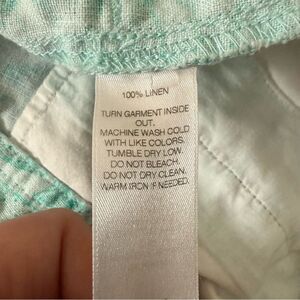 100% LINEN
TURN GARMENT INSIDE
OUT.
MACHINE WASH COLD
WITH LIKE COLORS.
TUMBLE DRY LOW.
DO NOT BLEACH.
DO NOT DRY CLEAN.
WARM IRON IF NEEDED.